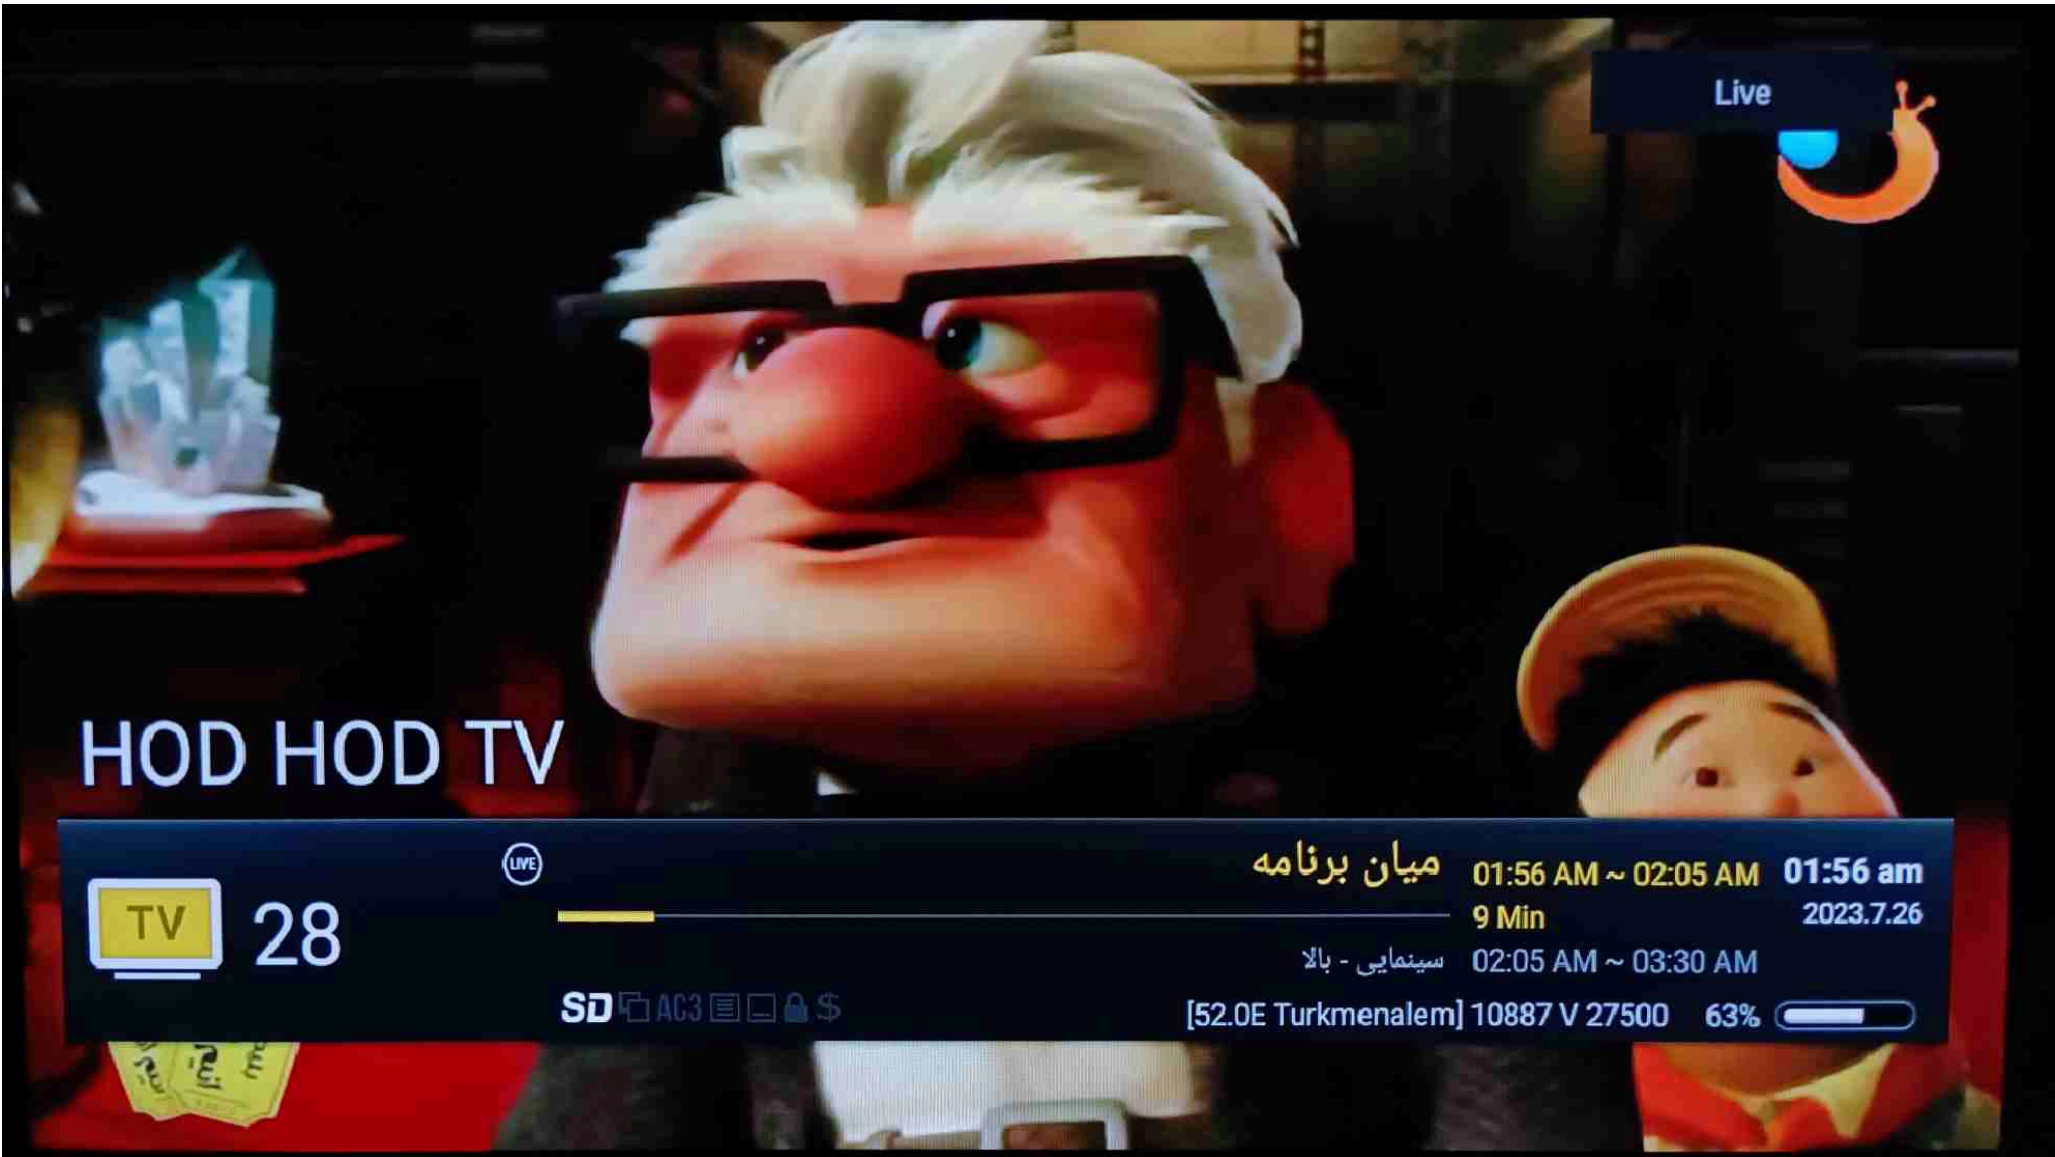 Live
HOD HOD TV
LIVE
میان برنامه
01:56 AM ~ 02:05 AM
01:56 am
TV
28
9 Min
2023.7.26
سینمایی - بالا
02:05 AM ~ 03:30 AM
SD AC3 $
[52.0E Turkmenalem] 10887 V 27500 63%